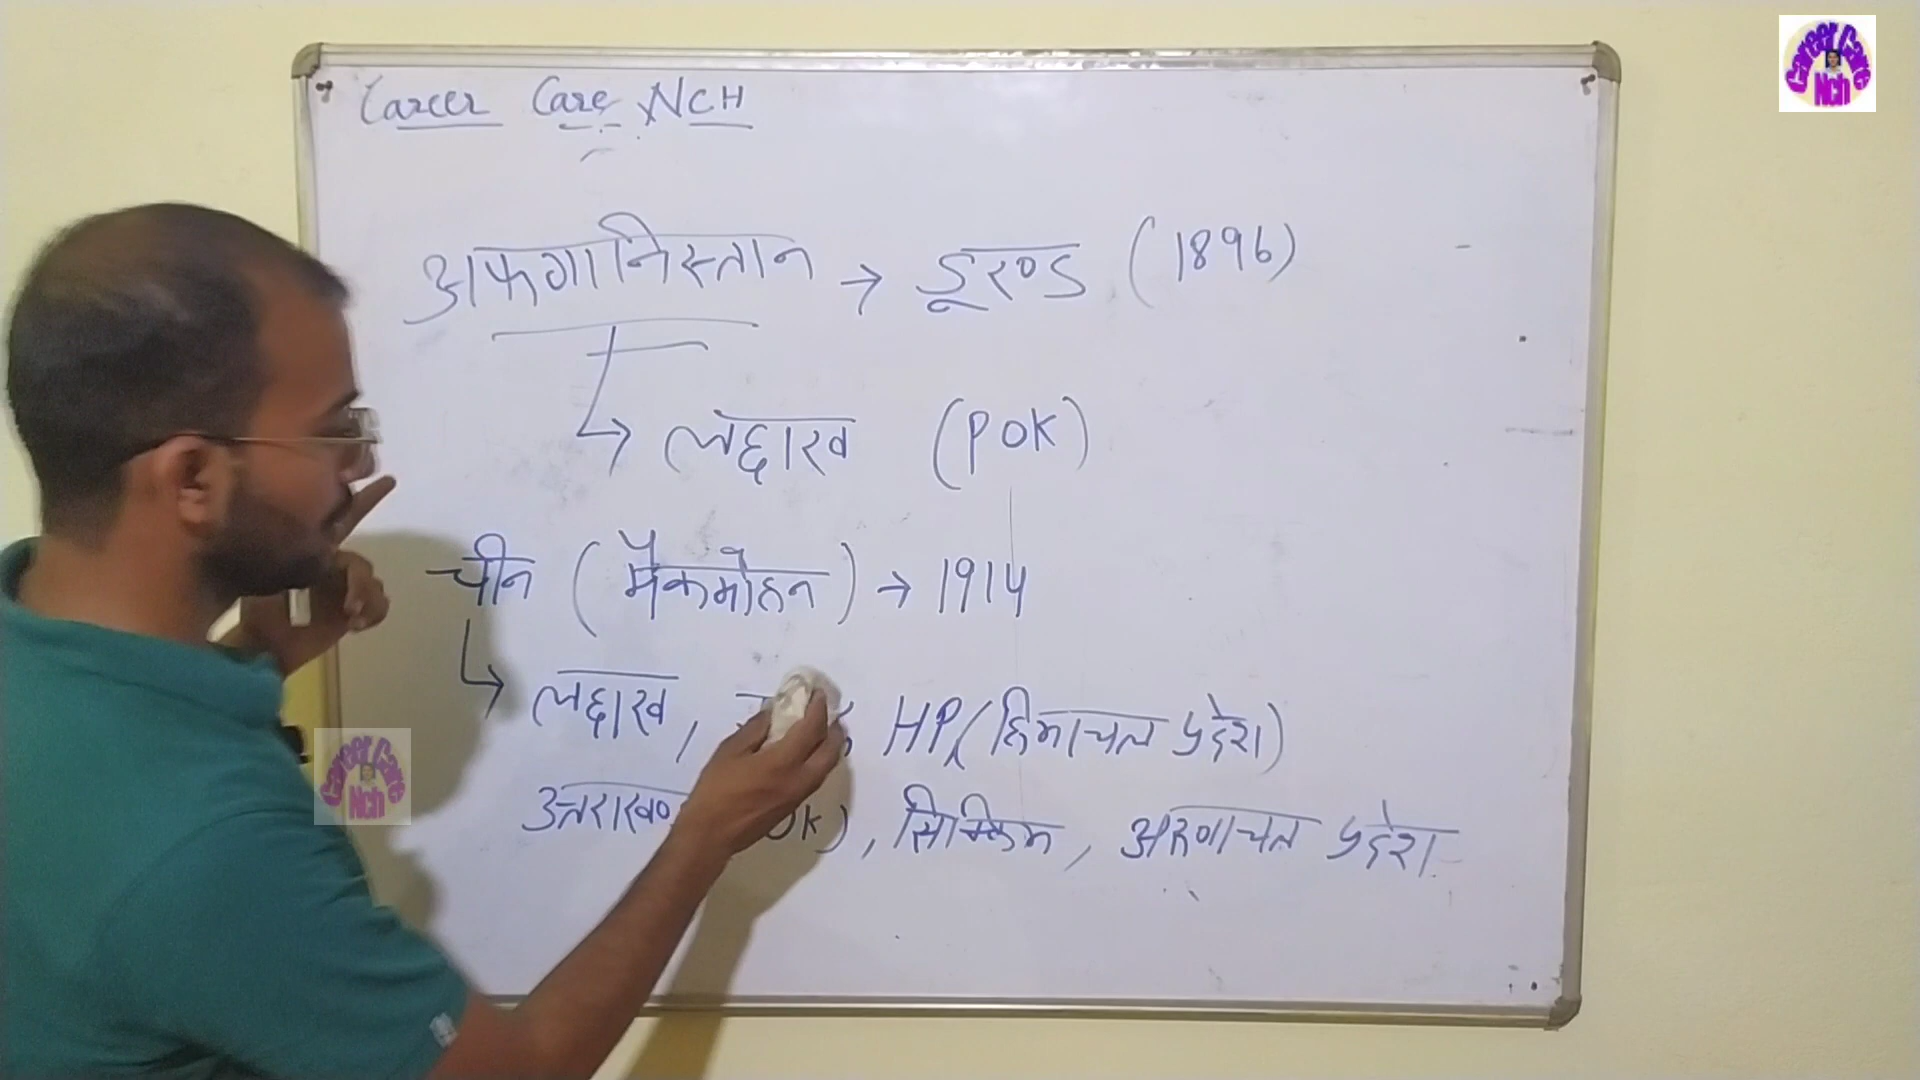 Career Care NCH
अफगानिस्तान → डूरण्ड (1896)
→ लद्दाख (POK)
चीन (मैकमोहन) → 1914
→ लद्दाख, HP, (हिमाचल प्रदेश)
उत्तराखण OK), सिक्किम, अरुणाचल प्रदेश
Career Care Nch
Career Care Nch